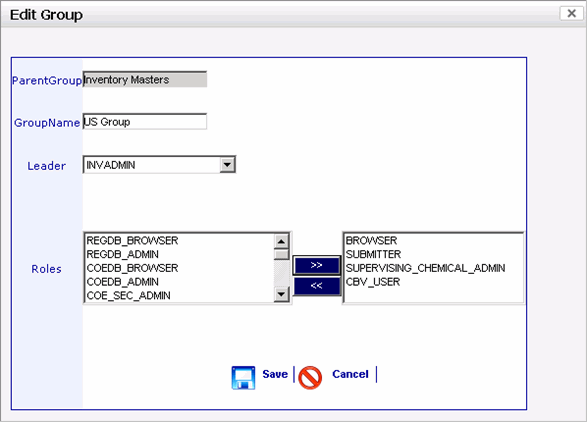 Edit Group
ParentGroup Inventory Masters
GroupName US Group
Leader INVADMIN
REGDB_BROWSER
REGDB_ADMIN
COEDB_BROWSER
COEDB_ADMIN
COE_SEC_ADMIN
Roles
>>
<<
BROWSER
SUBMITTER
SUPERVISING_CHEMICAL_ADMIN
CBV_USER
Save | Cancel |